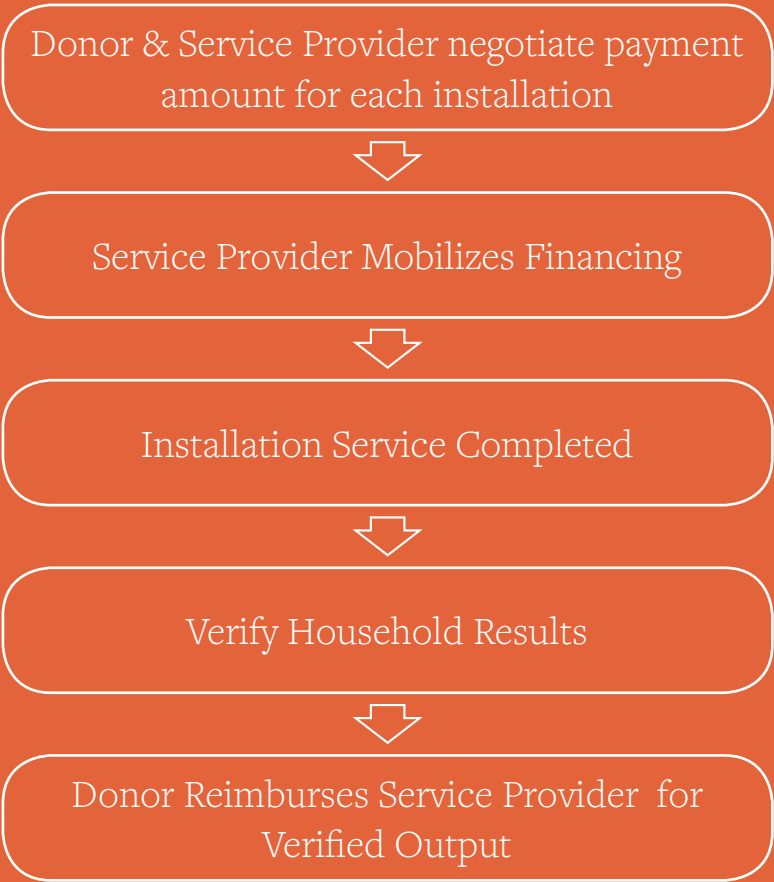 Donor & Service Provider negotiate payment
amount for each installation
Service Provider Mobilizes Financing
Installation Service Completed
Verify Household Results
Donor Reimburses Service Provider for
Verified Output